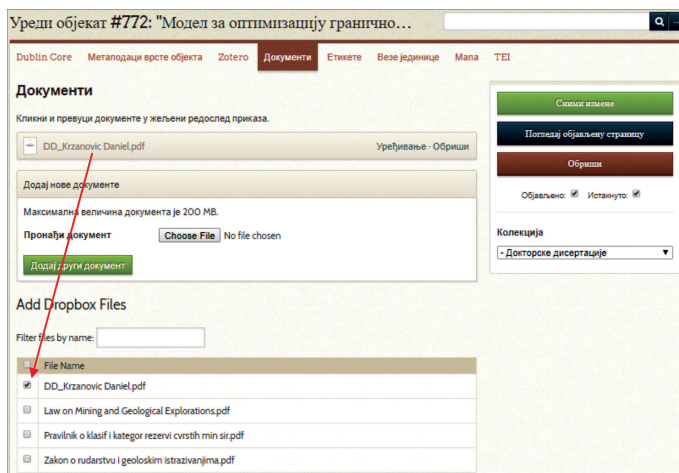 Уреди објекат #772: "Модел за оптимизацију гранично…
Dublin Core Метаподаци врсте објекта Zotero Документи Етикете Везе јединице Мапа TEI
Документи
Кликни и превуци документе у жељени редослед приказа.
DD_Krzanovic Daniel.pdf Уређивање · Обриши
Додај нове документе
Максимална величина документа је 200 MB.
Пронађи документ Choose File No file chosen
Додај други документ
Add Dropbox Files
Filter files by name:
File Name
DD_Krzanovic Daniel.pdf
Law on Mining and Geological Explorations.pdf
Pravilnik o klasif i kategor rezervi cvrstih min sir.pdf
Zakon o rudarstvu i geoloskim istrazivanjima.pdf
Сними измене
Погледај објављену страницу
Обриши
Објављено: Истакнуто:
Колекција
- Докторске дисертације